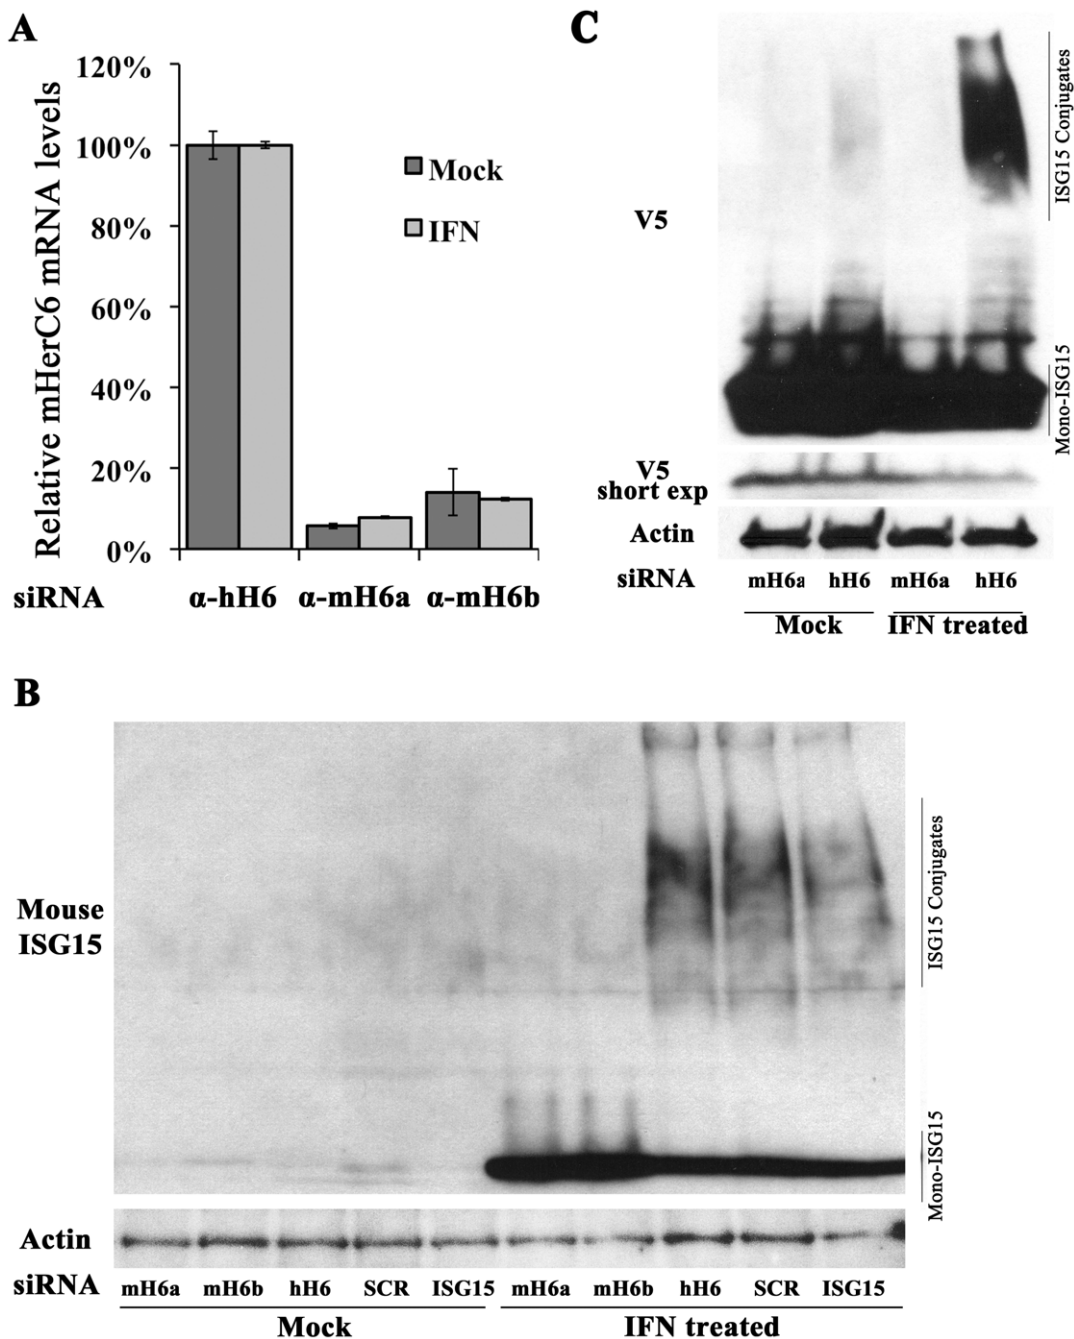 A
Relative mHerC6 mRNA levels
120%
100%
80%
60%
40%
20%
0%
Mock
IFN
siRNA α-hH6 α-mH6a α-mH6b
C
V5
ISG15 Conjugates
Mono-ISG15
V5
short exp
Actin
siRNA mH6a hH6 mH6a hH6
Mock IFN treated
B
Mouse
ISG15
ISG15 Conjugates
Mono-ISG15
Actin
siRNA mH6a mH6b hH6 SCR ISG15 mH6a mH6b hH6 SCR ISG15
Mock IFN treated